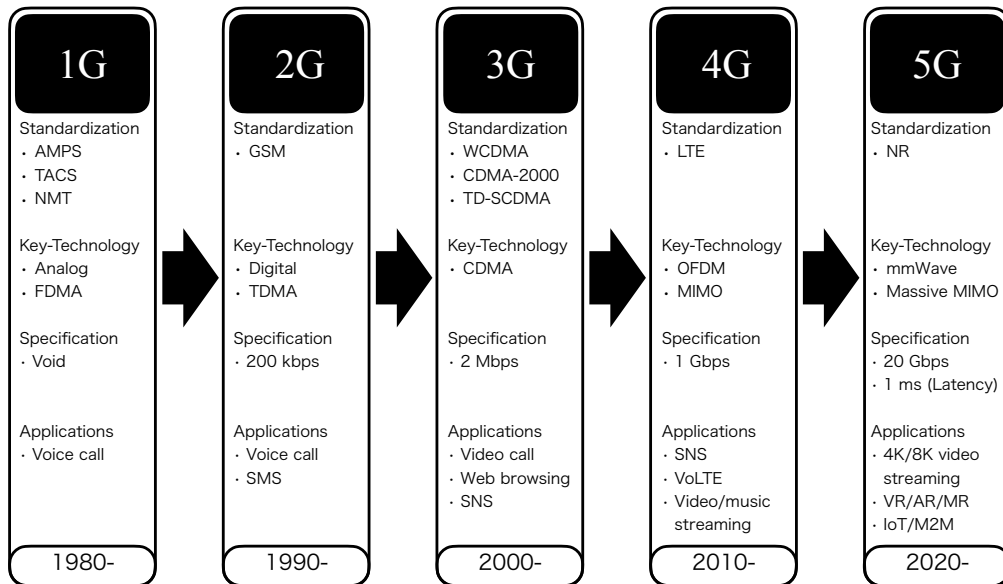 1G
Standardization
・ AMPS
・ TACS
・ NMT
Key-Technology
・ Analog
・ FDMA
Specification
・ Void
Applications
・ Voice call
1980-
2G
Standardization
・ GSM
Key-Technology
・ Digital
・ TDMA
Specification
・ 200 kbps
Applications
・ Voice call
・ SMS
1990-
3G
Standardization
・ WCDMA
・ CDMA-2000
・ TD-SCDMA
Key-Technology
・ CDMA
Specification
・ 2 Mbps
Applications
・ Video call
・ Web browsing
・ SNS
2000-
4G
Standardization
・ LTE
Key-Technology
・ OFDM
・ MIMO
Specification
・ 1 Gbps
Applications
・ SNS
・ VoLTE
・ Video/music
streaming
2010-
5G
Standardization
・ NR
Key-Technology
・ mmWave
・ Massive MIMO
Specification
・ 20 Gbps
・ 1 ms (Latency)
Applications
・ 4K/8K video
streaming
・ VR/AR/MR
・ IoT/M2M
2020-